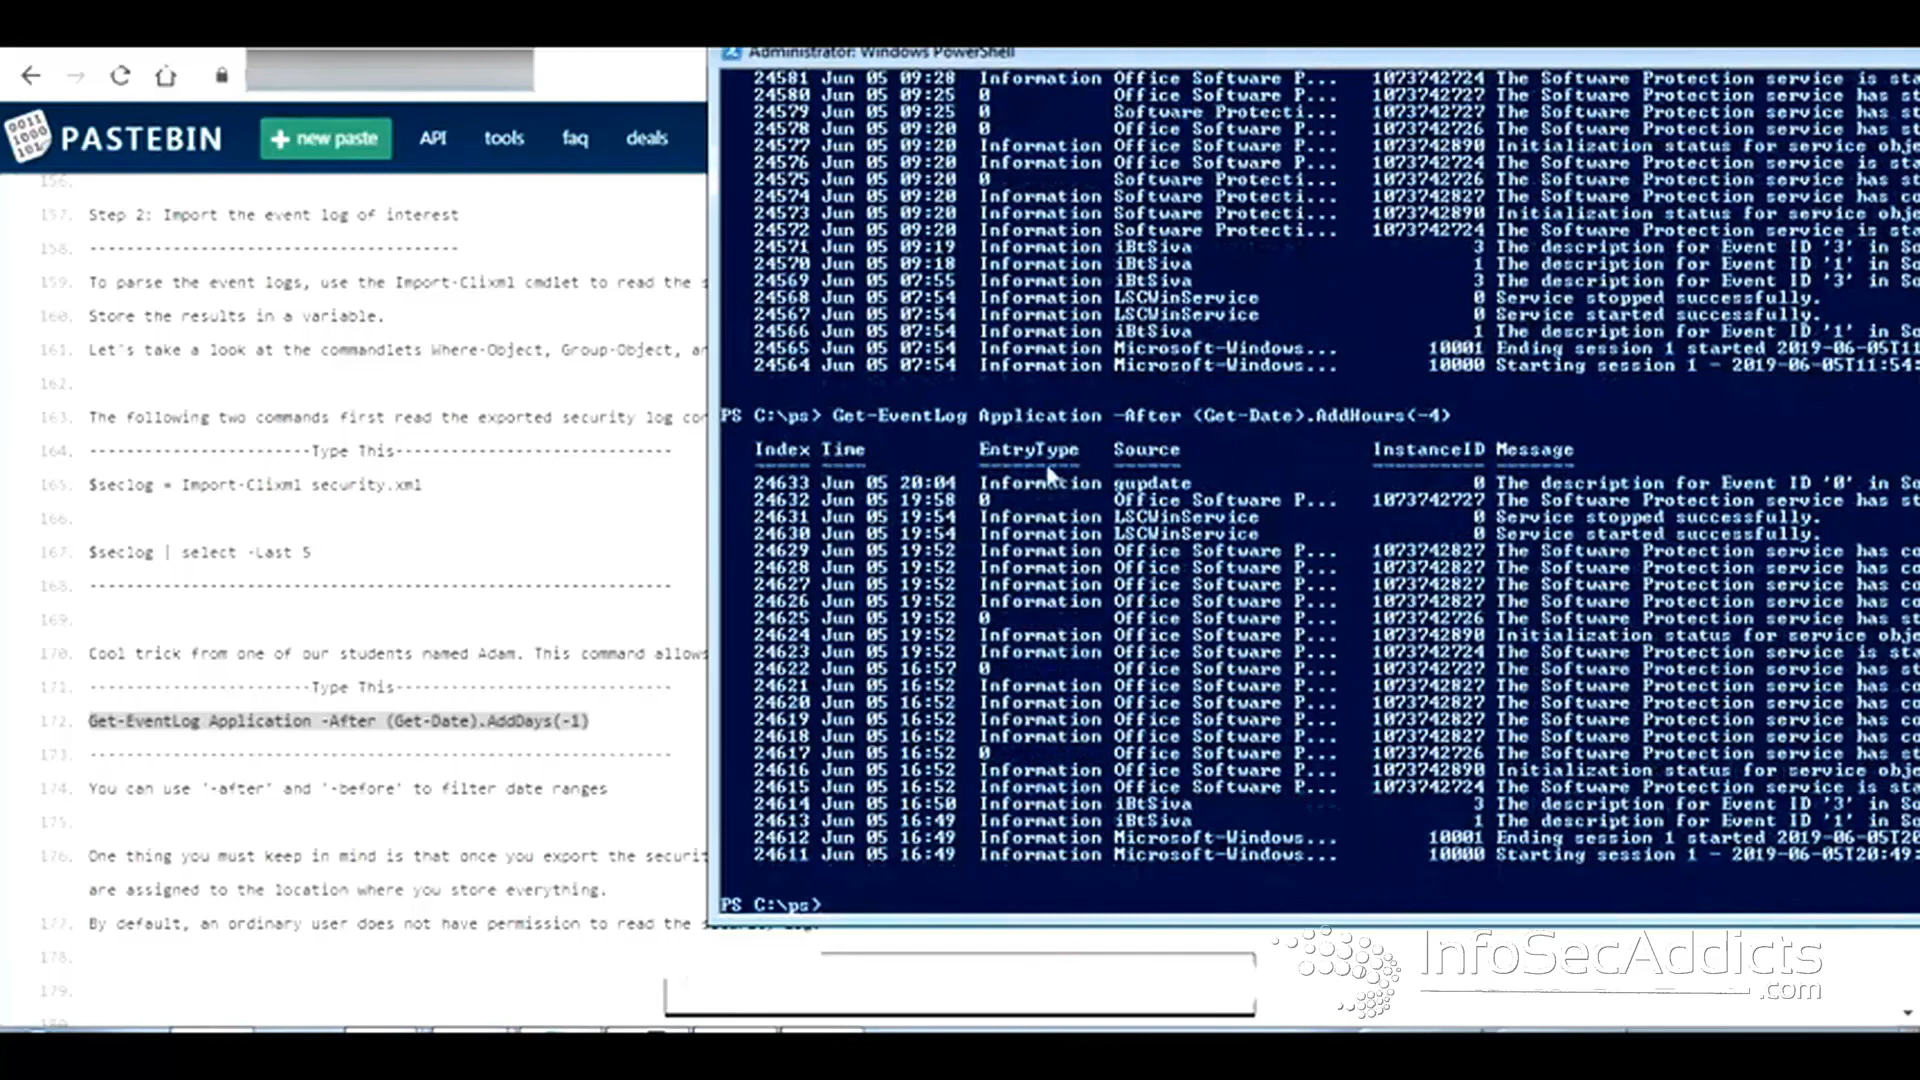 0011
1000
101
PASTEBIN
+ new paste
API
tools
faq
deals
156.
157. Step 2: Import the event log of interest
158. ----------------------------------------
159. To parse the event logs, use the Import-Clixml cmdlet to read the s
160. Store the results in a variable.
161. Let's take a look at the commandlets Where-Object, Group-Object, an
162.
163. The following two commands first read the exported security log con
164. ------------------------Type This------------------------------
165. $seclog = Import-Clixml security.xml
166.
167. $seclog | select -Last 5
168. ---------------------------------------------------------------
169.
170. Cool trick from one of our students named Adam. This command allows
171. ------------------------Type This------------------------------
172. Get-EventLog Application -After (Get-Date).AddDays(-1)
173. ---------------------------------------------------------------
174. You can use '-after' and '-before' to filter date ranges
175.
176. One thing you must keep in mind is that once you export the securit
are assigned to the location where you store everything.
177. By default, an ordinary user does not have permission to read the
178.
179.
Administrator: Windows PowerShell
24581 Jun 05 09:28 Information Office Software P... 1073742724 The Software Protection service is sta
24580 Jun 05 09:25 0 Office Software P... 1073742727 The Software Protection service has st
24579 Jun 05 09:25 0 Software Protecti... 1073742727 The Software Protection service has st
24578 Jun 05 09:20 0 Office Software P... 1073742726 The Software Protection service has st
24577 Jun 05 09:20 Information Office Software P... 1073742890 Initialization status for service obje
24576 Jun 05 09:20 Information Office Software P... 1073742724 The Software Protection service is sta
24575 Jun 05 09:20 0 Software Protecti... 1073742726 The Software Protection service has st
24574 Jun 05 09:20 Information Software Protecti... 1073742827 The Software Protection service has co
24573 Jun 05 09:20 Information Software Protecti... 1073742890 Initialization status for service obje
24572 Jun 05 09:20 Information Software Protecti... 1073742724 The Software Protection service is sta
24571 Jun 05 09:19 Information iBtSiva 3 The description for Event ID '3' in So
24570 Jun 05 09:18 Information iBtSiva 1 The description for Event ID '1' in So
24569 Jun 05 07:55 Information iBtSiva 3 The description for Event ID '3' in So
24568 Jun 05 07:54 Information LSCWinService 0 Service stopped successfully.
24567 Jun 05 07:54 Information LSCWinService 0 Service started successfully.
24566 Jun 05 07:54 Information iBtSiva 1 The description for Event ID '1' in So
24565 Jun 05 07:54 Information Microsoft-Windows... 10001 Ending session 1 started 2019-06-05T11
24564 Jun 05 07:54 Information Microsoft-Windows... 10000 Starting session 1 - 2019-06-05T11:54:
PS C:\ps> Get-EventLog Application -After (Get-Date).AddHours(-4)
Index Time EntryType Source InstanceID Message
24633 Jun 05 20:04 Information gupdate 0 The description for Event ID '0' in So
24632 Jun 05 19:58 0 Office Software P... 1073742727 The Software Protection service has st
24631 Jun 05 19:54 Information LSCWinService 0 Service stopped successfully.
24630 Jun 05 19:54 Information LSCWinService 0 Service started successfully.
24629 Jun 05 19:52 Information Office Software P... 1073742827 The Software Protection service has co
24628 Jun 05 19:52 Information Office Software P... 1073742827 The Software Protection service has co
24627 Jun 05 19:52 Information Office Software P... 1073742827 The Software Protection service has co
24626 Jun 05 19:52 Information Office Software P... 1073742827 The Software Protection service has co
24625 Jun 05 19:52 0 Office Software P... 1073742726 The Software Protection service has st
24624 Jun 05 19:52 Information Office Software P... 1073742890 Initialization status for service obje
24623 Jun 05 19:52 Information Office Software P... 1073742724 The Software Protection service is sta
24622 Jun 05 16:57 0 Office Software P... 1073742727 The Software Protection service has st
24621 Jun 05 16:52 Information Office Software P... 1073742827 The Software Protection service has co
24620 Jun 05 16:52 Information Office Software P... 1073742827 The Software Protection service has co
24619 Jun 05 16:52 Information Office Software P... 1073742827 The Software Protection service has co
24618 Jun 05 16:52 Information Office Software P... 1073742827 The Software Protection service has co
24617 Jun 05 16:52 0 Office Software P... 1073742726 The Software Protection service has st
24616 Jun 05 16:52 Information Office Software P... 1073742890 Initialization status for service obje
24615 Jun 05 16:52 Information Office Software P... 1073742724 The Software Protection service is sta
24614 Jun 05 16:50 Information iBtSiva 3 The description for Event ID '3' in So
24613 Jun 05 16:49 Information iBtSiva 1 The description for Event ID '1' in So
24612 Jun 05 16:49 Information Microsoft-Windows... 10001 Ending session 1 started 2019-06-05T20
24611 Jun 05 16:49 Information Microsoft-Windows... 10000 Starting session 1 - 2019-06-05T20:49:
PS C:\ps>
InfoSecAddicts
.com